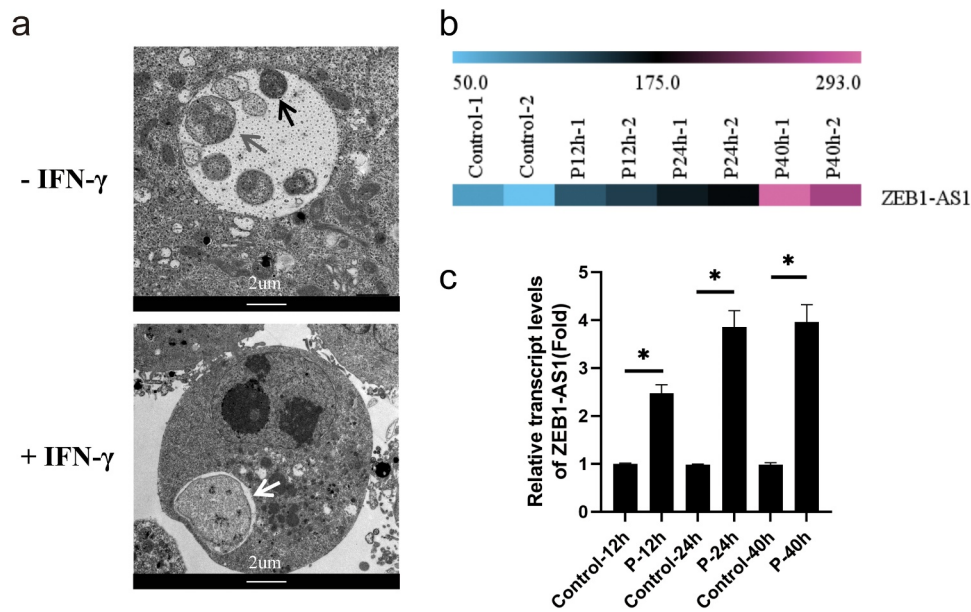 a
- IFN-γ
2um
+ IFN-γ
2um
b
50.0 175.0 293.0
Control-1 Control-2 P12h-1 P12h-2 P24h-1 P24h-2 P40h-1 P40h-2
ZEB1-AS1
c
Relative transcript levels
of ZEB1-AS1(Fold)
5
4
3
2
1
0
* * *
Control-12h P-12h Control-24h P-24h Control-40h P-40h